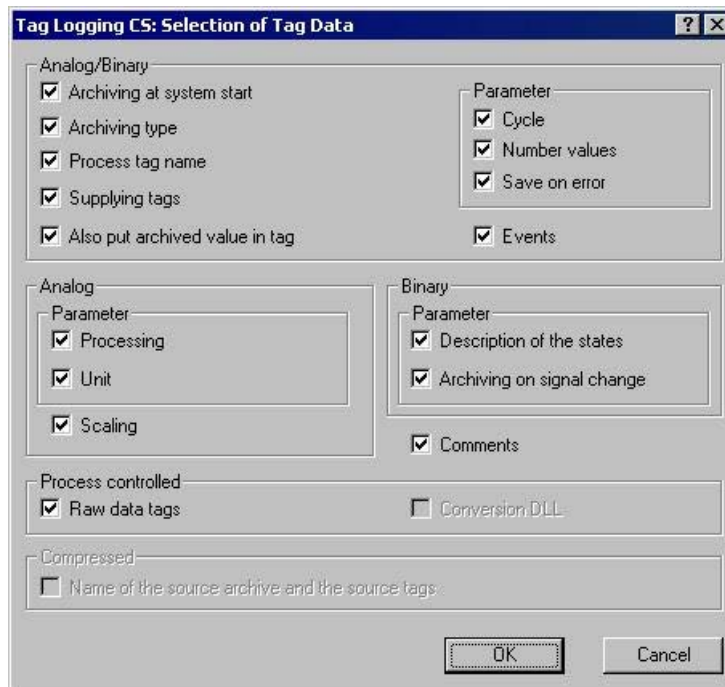 Tag Logging CS: Selection of Tag Data
Analog/Binary
Archiving at system start
Archiving type
Process tag name
Supplying tags
Also put archived value in tag
Parameter
Cycle
Number values
Save on error
Events
Analog
Parameter
Processing
Unit
Scaling
Binary
Parameter
Description of the states
Archiving on signal change
Comments
Process controlled
Raw data tags
Conversion DLL
Compressed
Name of the source archive and the source tags
OK
Cancel